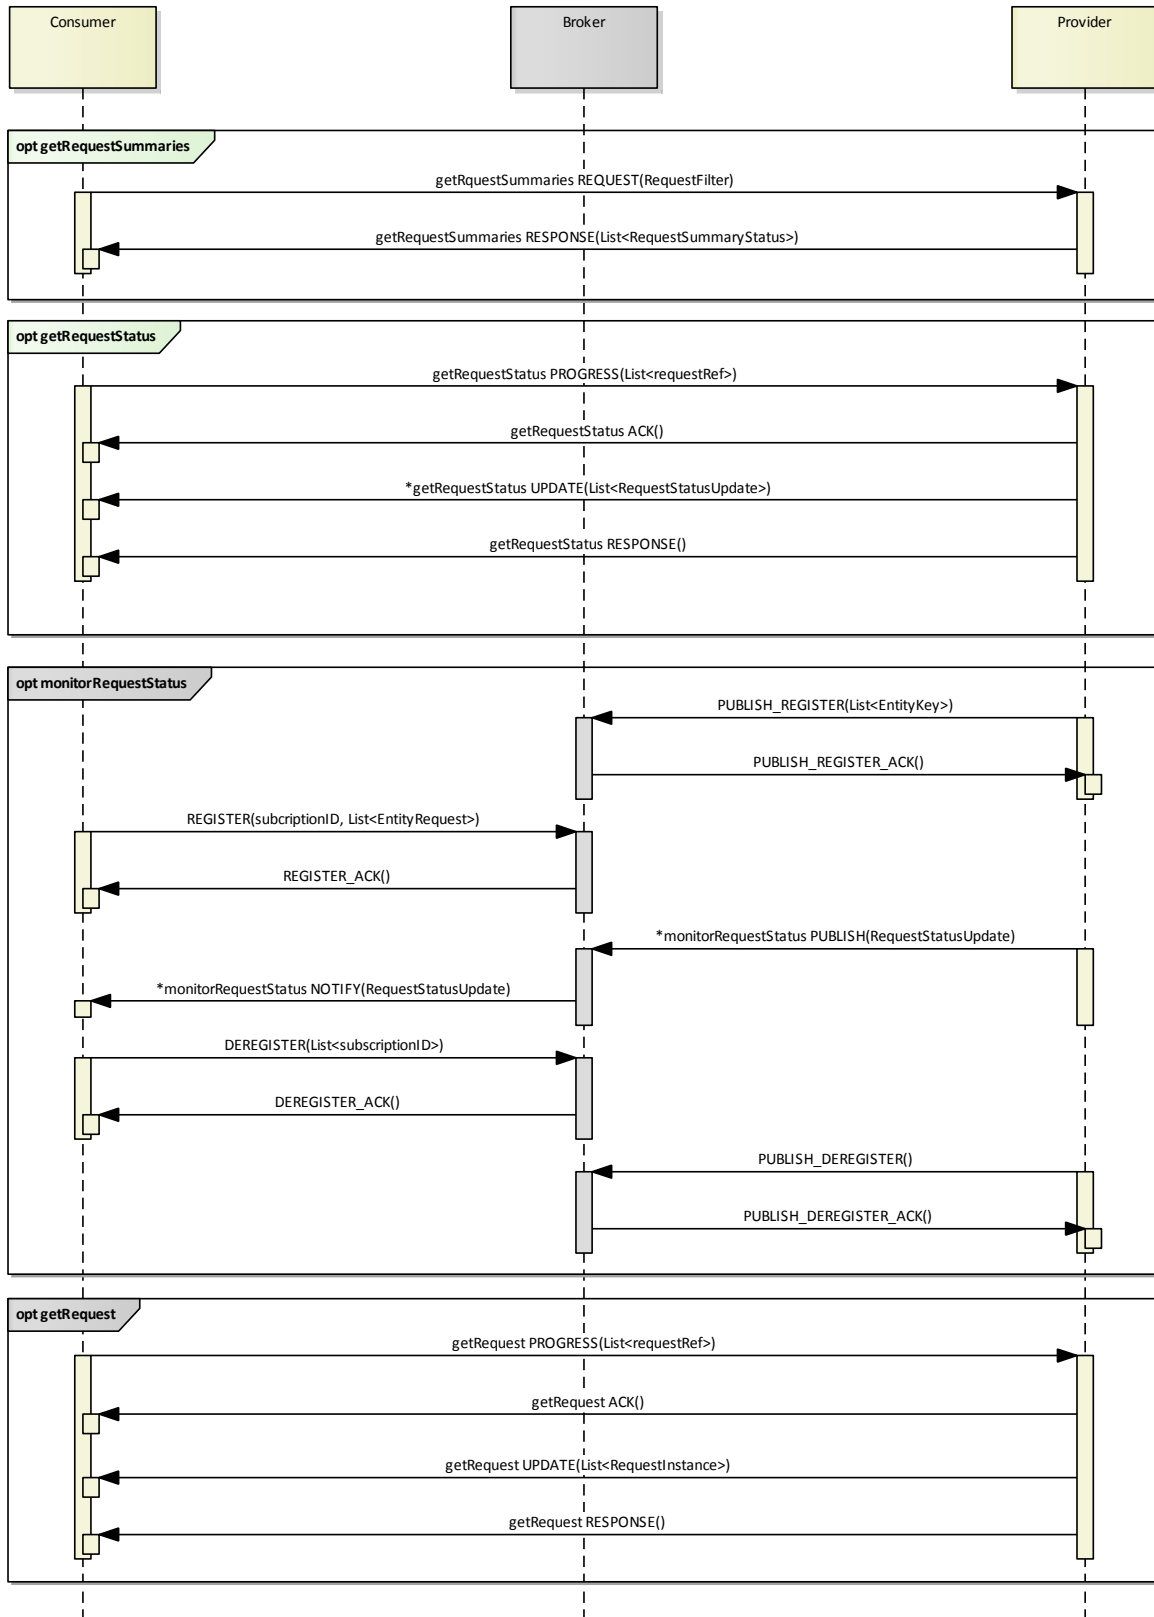 Consumer
Broker
Provider
opt getRequestSummaries
getRquestSummaries REQUEST(RequestFilter)
getRequestSummaries RESPONSE(List<RequestSummaryStatus>)
opt getRequestStatus
getRequestStatus PROGRESS(List<requestRef>)
getRequestStatus ACK()
*getRequestStatus UPDATE(List<RequestStatusUpdate>)
getRequestStatus RESPONSE()
opt monitorRequestStatus
PUBLISH_REGISTER(List<EntityKey>)
PUBLISH_REGISTER_ACK()
REGISTER(subcriptionID, List<EntityRequest>)
REGISTER_ACK()
*monitorRequestStatus PUBLISH(RequestStatusUpdate)
*monitorRequestStatus NOTIFY(RequestStatusUpdate)
DEREGISTER(List<subscriptionID>)
DEREGISTER_ACK()
PUBLISH_DEREGISTER()
PUBLISH_DEREGISTER_ACK()
opt getRequest
getRequest PROGRESS(List<requestRef>)
getRequest ACK()
getRequest UPDATE(List<RequestInstance>)
getRequest RESPONSE()